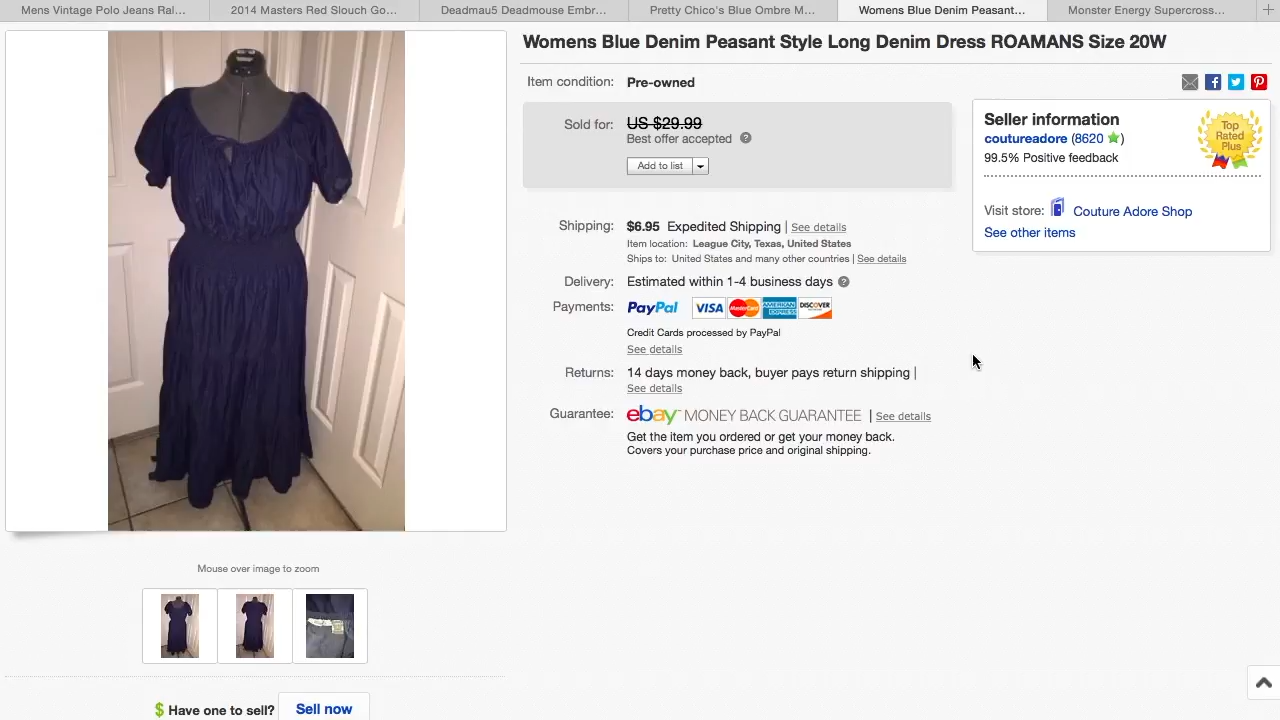 Mens Vintage Polo Jeans Ral...
2014 Masters Red Slouch Go...
Deadmau5 Deadmouse Embr...
Pretty Chico's Blue Ombre M...
Womens Blue Denim Peasant...
Monster Energy Supercross...
Womens Blue Denim Peasant Style Long Denim Dress ROAMANS Size 20W
Item condition: Pre-owned
Sold for: US $29.99
Best offer accepted
Add to list
Shipping: $6.95 Expedited Shipping | See details
Item location: League City, Texas, United States
Ships to: United States and many other countries | See details
Delivery: Estimated within 1-4 business days
Payments: PayPal VISA MasterCard AMERICAN EXPRESS DISCOVER
Credit Cards processed by PayPal
See details
Returns: 14 days money back, buyer pays return shipping |
See details
Guarantee: ebay MONEY BACK GUARANTEE | See details
Get the item you ordered or get your money back.
Covers your purchase price and original shipping.
Seller information
coutureadore (8620)
99.5% Positive feedback
Top
Rated
Plus
Visit store: Couture Adore Shop
See other items
Mouse over image to zoom
$ Have one to sell? Sell now